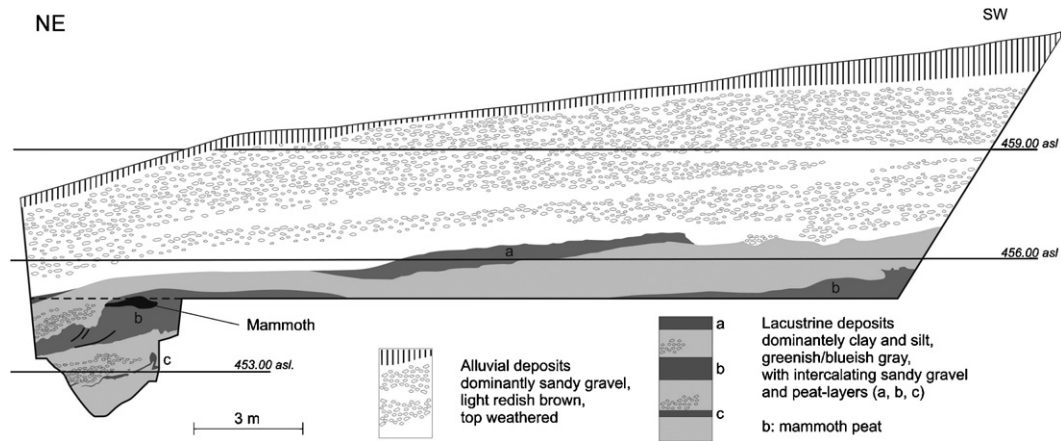 NE
SW
459.00 asl
a
456.00 asl
b
b
Mammoth
c
453.00 asl.
3 m
Alluvial deposits
dominantly sandy gravel,
light redish brown,
top weathered
a
b
c
Lacustrine deposits
dominantely clay and silt,
greenish/blueish gray,
with intercalating sandy gravel
and peat-layers (a, b, c)
b: mammoth peat